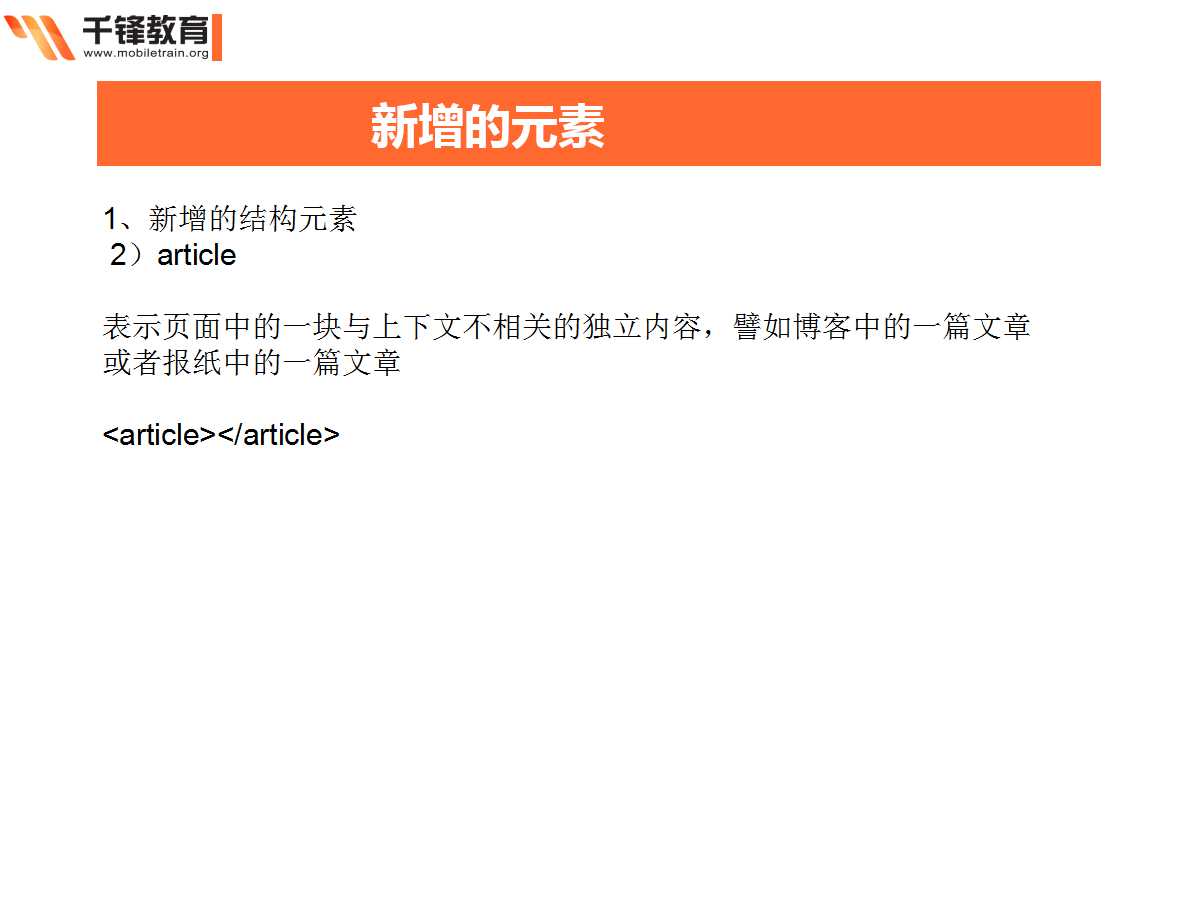 千锋教育
www.mobiletrain.org
新增的元素
1、新增的结构元素
2）article
表示页面中的一块与上下文不相关的独立内容，譬如博客中的一篇文章
或者报纸中的一篇文章
<article></article>